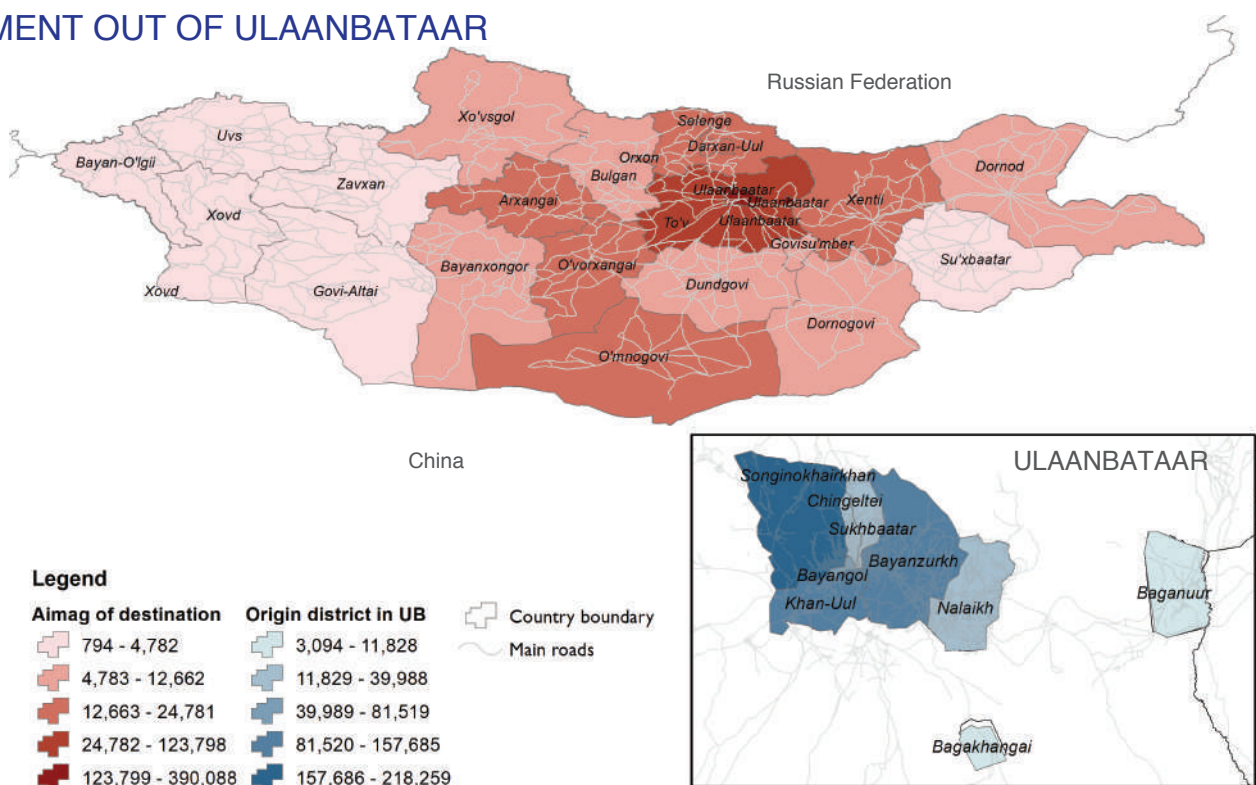 MENT OUT OF ULAANBATAAR
Russian Federation
Xo'vsgol
Selenge
Uvs
Darxan-Uul
Bayan-O'lgii
Orxon
Dornod
Bulgan
Zavxan
Ulaanbaatar
Arxangai
Ulaanbaatar
Xentii
Xovd
To'v
Ulaanbaatar
Govisu'mber
Bayanxongor
O'vorxangai
Su'xbaatar
Xovd
Govi-Altai
Dundgovi
Dornogovi
O'mnogovi
China
ULAANBATAAR
Songinokhairkhan
Chingeltei
Sukhbaatar
Bayanzurkh
Bayangol
Baganuur
Khan-Uul
Nalaikh
Bagakhangai
Legend
Aimag of destination
794 - 4,782
4,783 - 12,662
12,663 - 24,781
24,782 - 123,798
123,799 - 390,088
Origin district in UB
3,094 - 11,828
11,829 - 39,988
39,989 - 81,519
81,520 - 157,685
157,686 - 218,259
Country boundary
Main roads